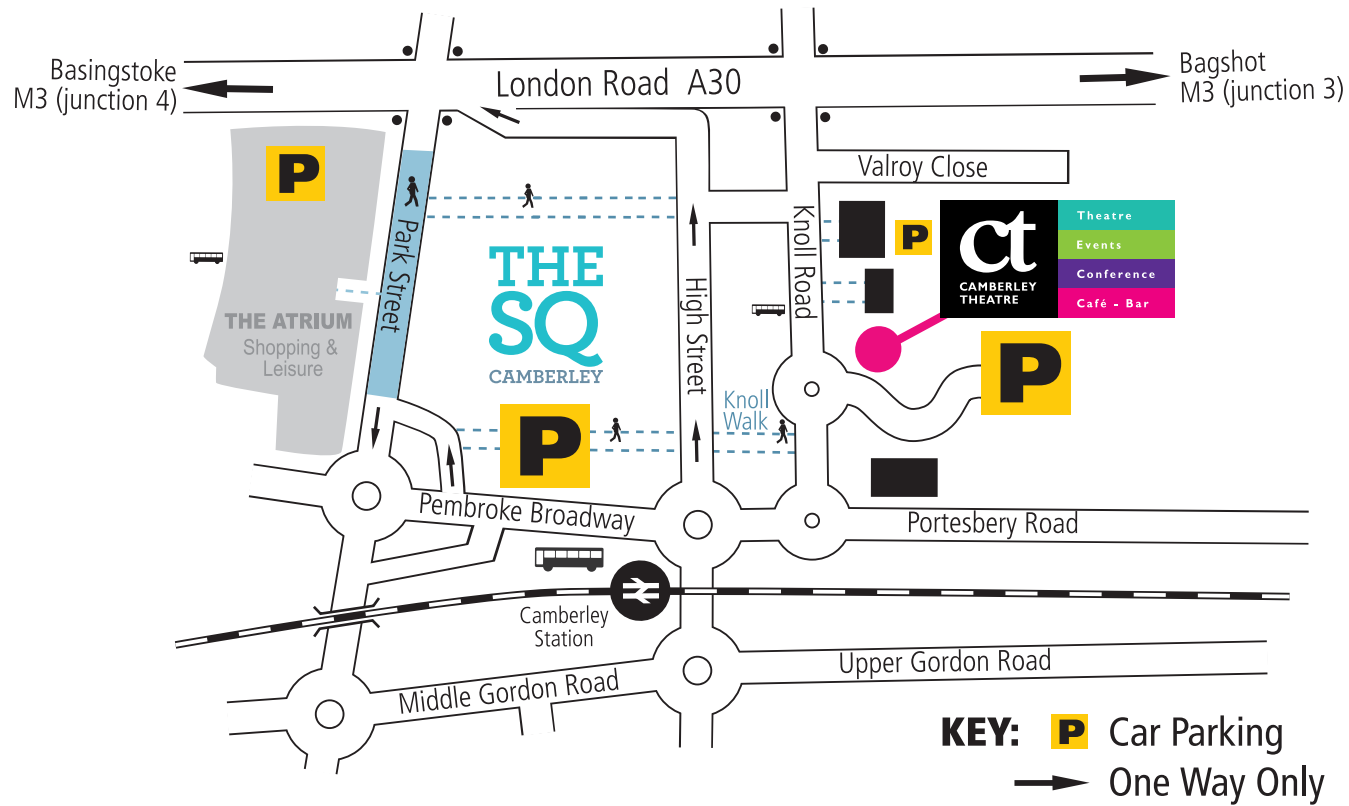 Basingstoke
M3 (junction 4)
London Road A30
Bagshot
M3 (junction 3)
P
Valroy Close
Park Street
Knoll Road
P
ct
CAMBERLEY
THEATRE
Theatre
Events
Conference
Café - Bar
THE
SQ
CAMBERLEY
High Street
THE ATRIUM
Shopping &
Leisure
P
Knoll
Walk
P
Pembroke Broadway
Portesbery Road
Camberley
Station
Middle Gordon Road
Upper Gordon Road
KEY: P Car Parking
One Way Only